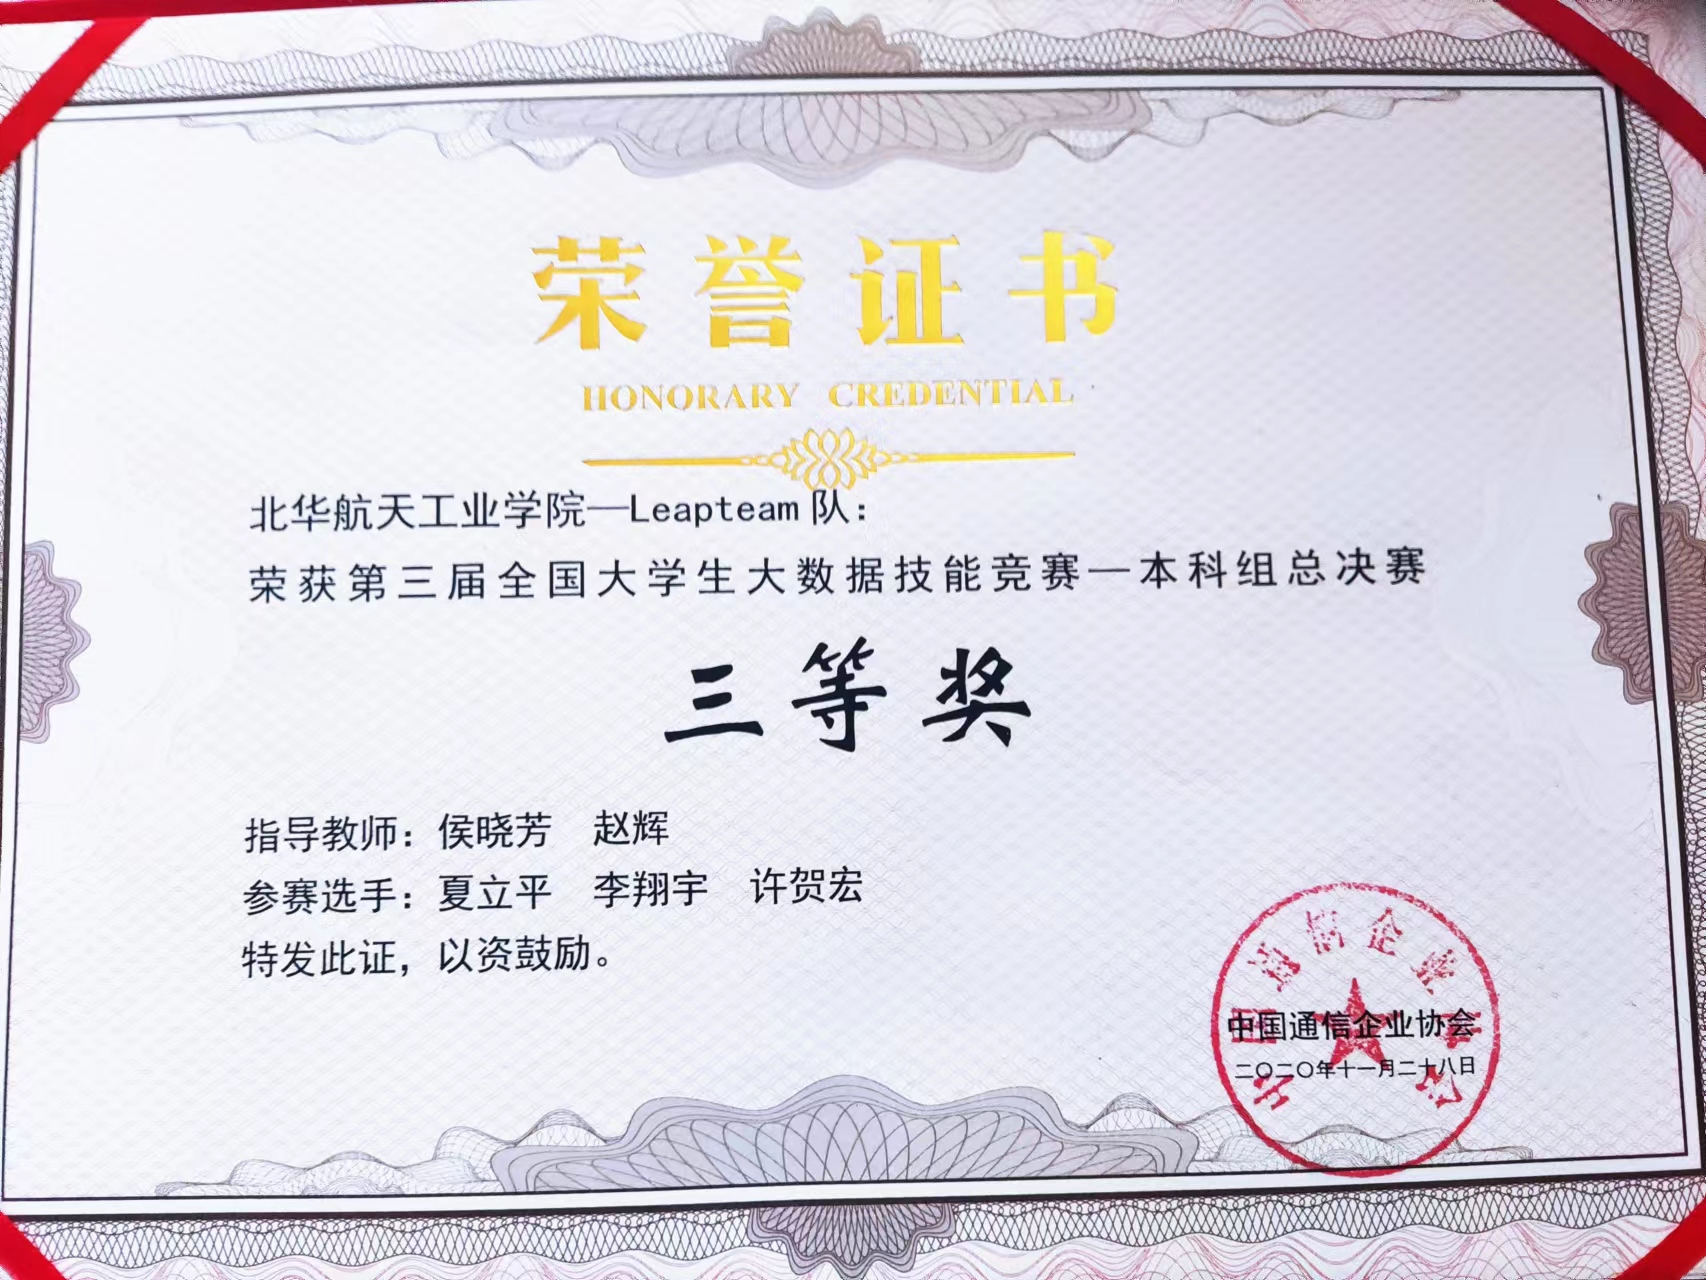 荣誉证书
HONORARY CREDENTIAL
北华航天工业学院—Leapteam队：
荣获第三届全国大学生大数据技能竞赛—本科组总决赛
三等奖
指导教师：侯晓芳 赵辉
参赛选手：夏立平 李翔宇 许贺宏
特发此证，以资鼓励。
中国通信企业协会
二〇二〇年十一月二十八日